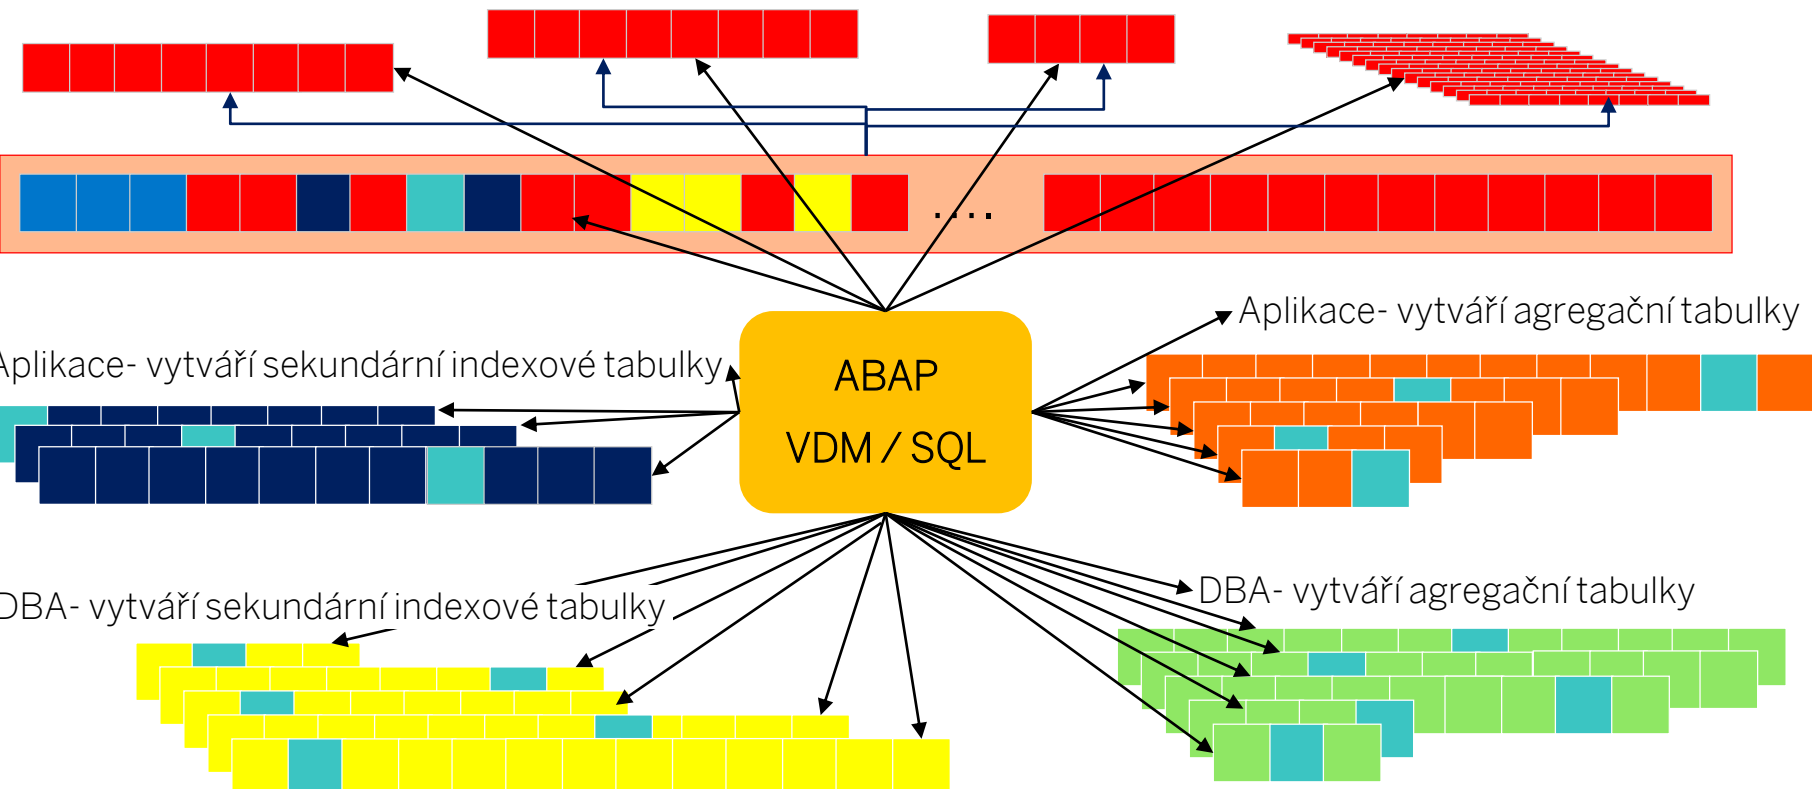 ....
Aplikace- vytváří agregační tabulky
Aplikace- vytváří sekundární indexové tabulky
ABAP
VDM / SQL
DBA- vytváří sekundární indexové tabulky
DBA- vytváří agregační tabulky